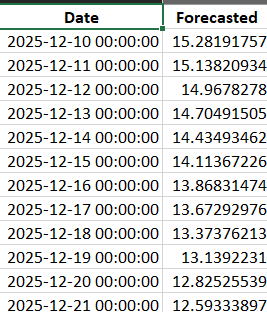 Date Forecasted
2025-12-10 00:00:00 15.28191757
2025-12-11 00:00:00 15.13820934
2025-12-12 00:00:00 14.9678278
2025-12-13 00:00:00 14.70491505
2025-12-14 00:00:00 14.43493462
2025-12-15 00:00:00 14.11367226
2025-12-16 00:00:00 13.86831474
2025-12-17 00:00:00 13.67292976
2025-12-18 00:00:00 13.37376213
2025-12-19 00:00:00 13.1392231
2025-12-20 00:00:00 12.82525539
2025-12-21 00:00:00 12.59333897